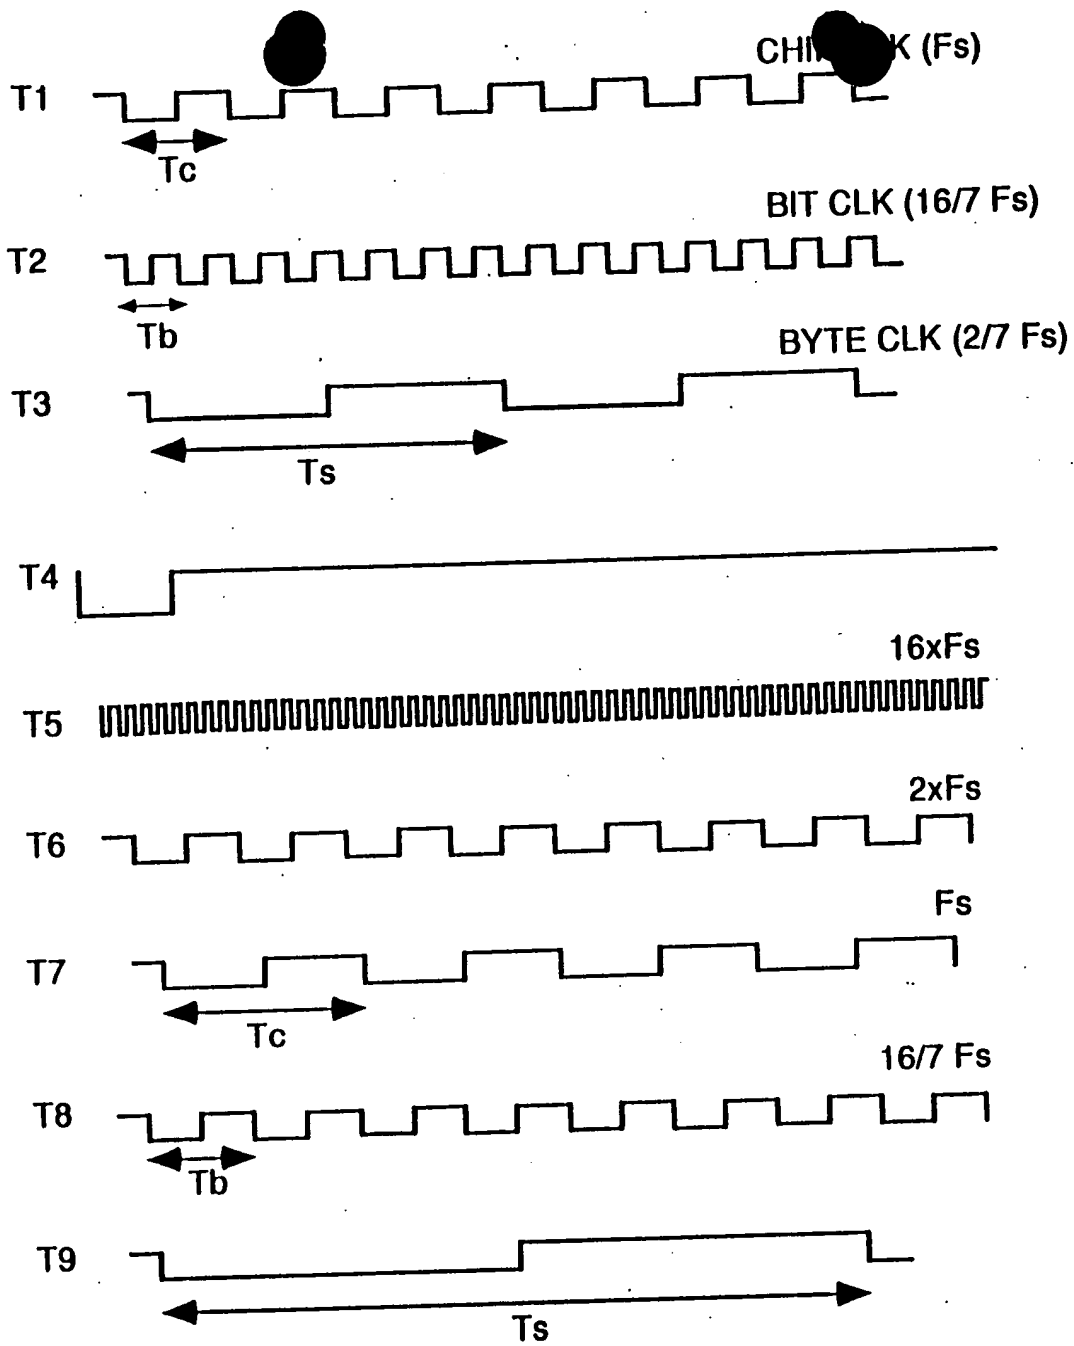 (Fs)
T1
Tc
BIT CLK (16/7 Fs)
T2
Tb
BYTE CLK (2/7 Fs)
T3
Ts
T4
16xFs
T5
2xFs
T6
Fs
T7
Tc
16/7 Fs
T8
Tb
T9
Ts